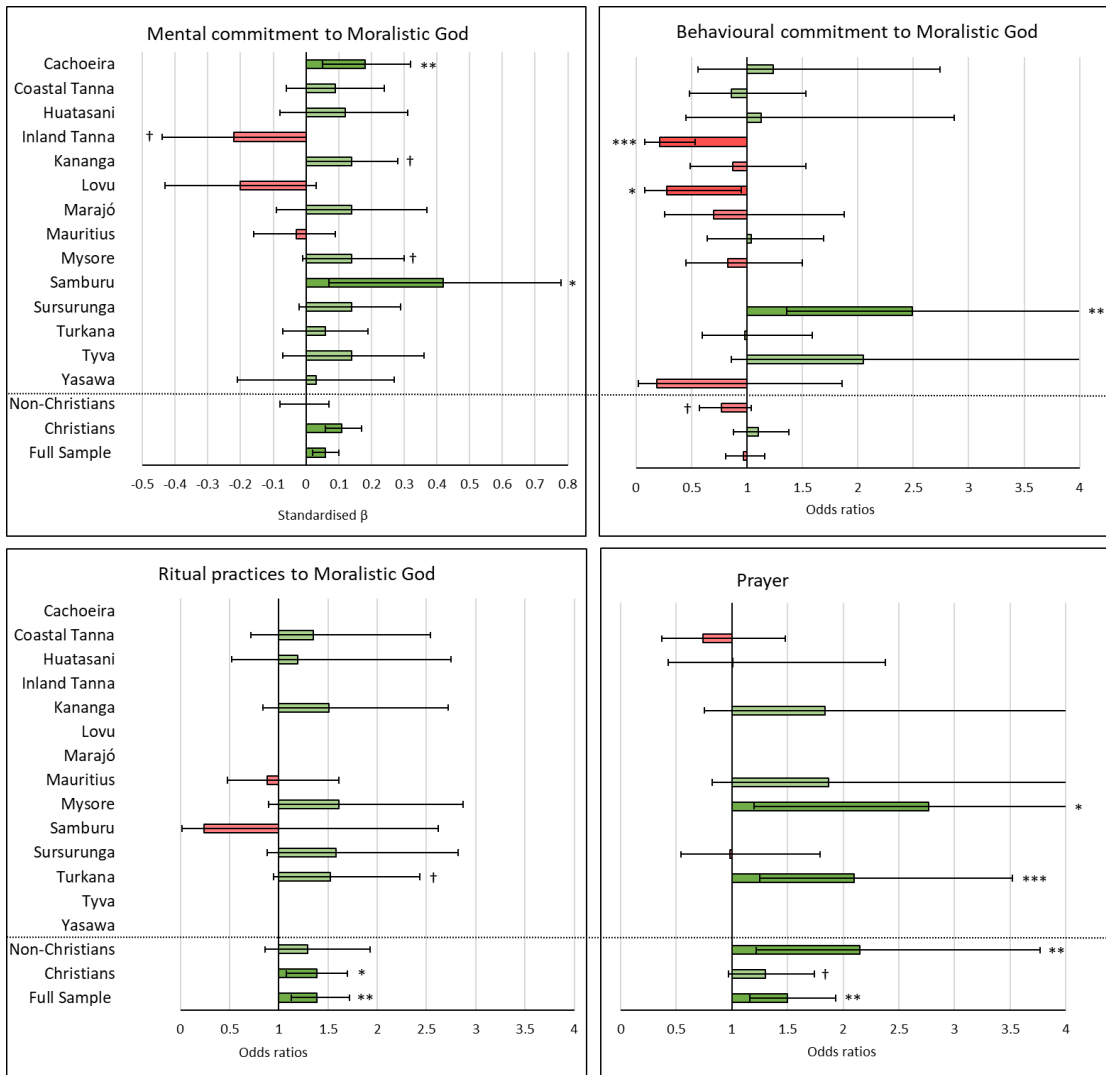 Mental commitment to Moralistic God
Cachoeira
**
Coastal Tanna
Huatasani
Inland Tanna
†
Kananga
†
Lovu
Marajó
Mauritius
Mysore
†
Samburu
*
Sursurunga
Turkana
Tyva
Yasawa
Non-Christians
Christians
Full Sample
-0.5 -0.4 -0.3 -0.2 -0.1 0 0.1 0.2 0.3 0.4 0.5 0.6 0.7 0.8
Standardised β
Behavioural commitment to Moralistic God
***
*
**
†
0 0.5 1 1.5 2 2.5 3 3.5 4
Odds ratios
Ritual practices to Moralistic God
Cachoeira
Coastal Tanna
Huatasani
Inland Tanna
Kananga
Lovu
Marajó
Mauritius
Mysore
Samburu
Sursurunga
Turkana
†
Tyva
Yasawa
Non-Christians
Christians
*
Full Sample
**
0 0.5 1 1.5 2 2.5 3 3.5 4
Odds ratios
Prayer
*
***
**
†
**
0 0.5 1 1.5 2 2.5 3 3.5 4
Odds ratios